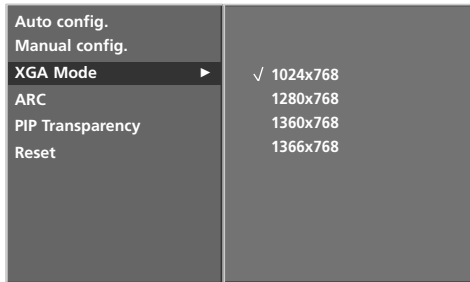 Auto config.
Manual config.
XGA Mode ►
ARC
PIP Transparency
Reset
√ 1024x768
1280x768
1360x768
1366x768